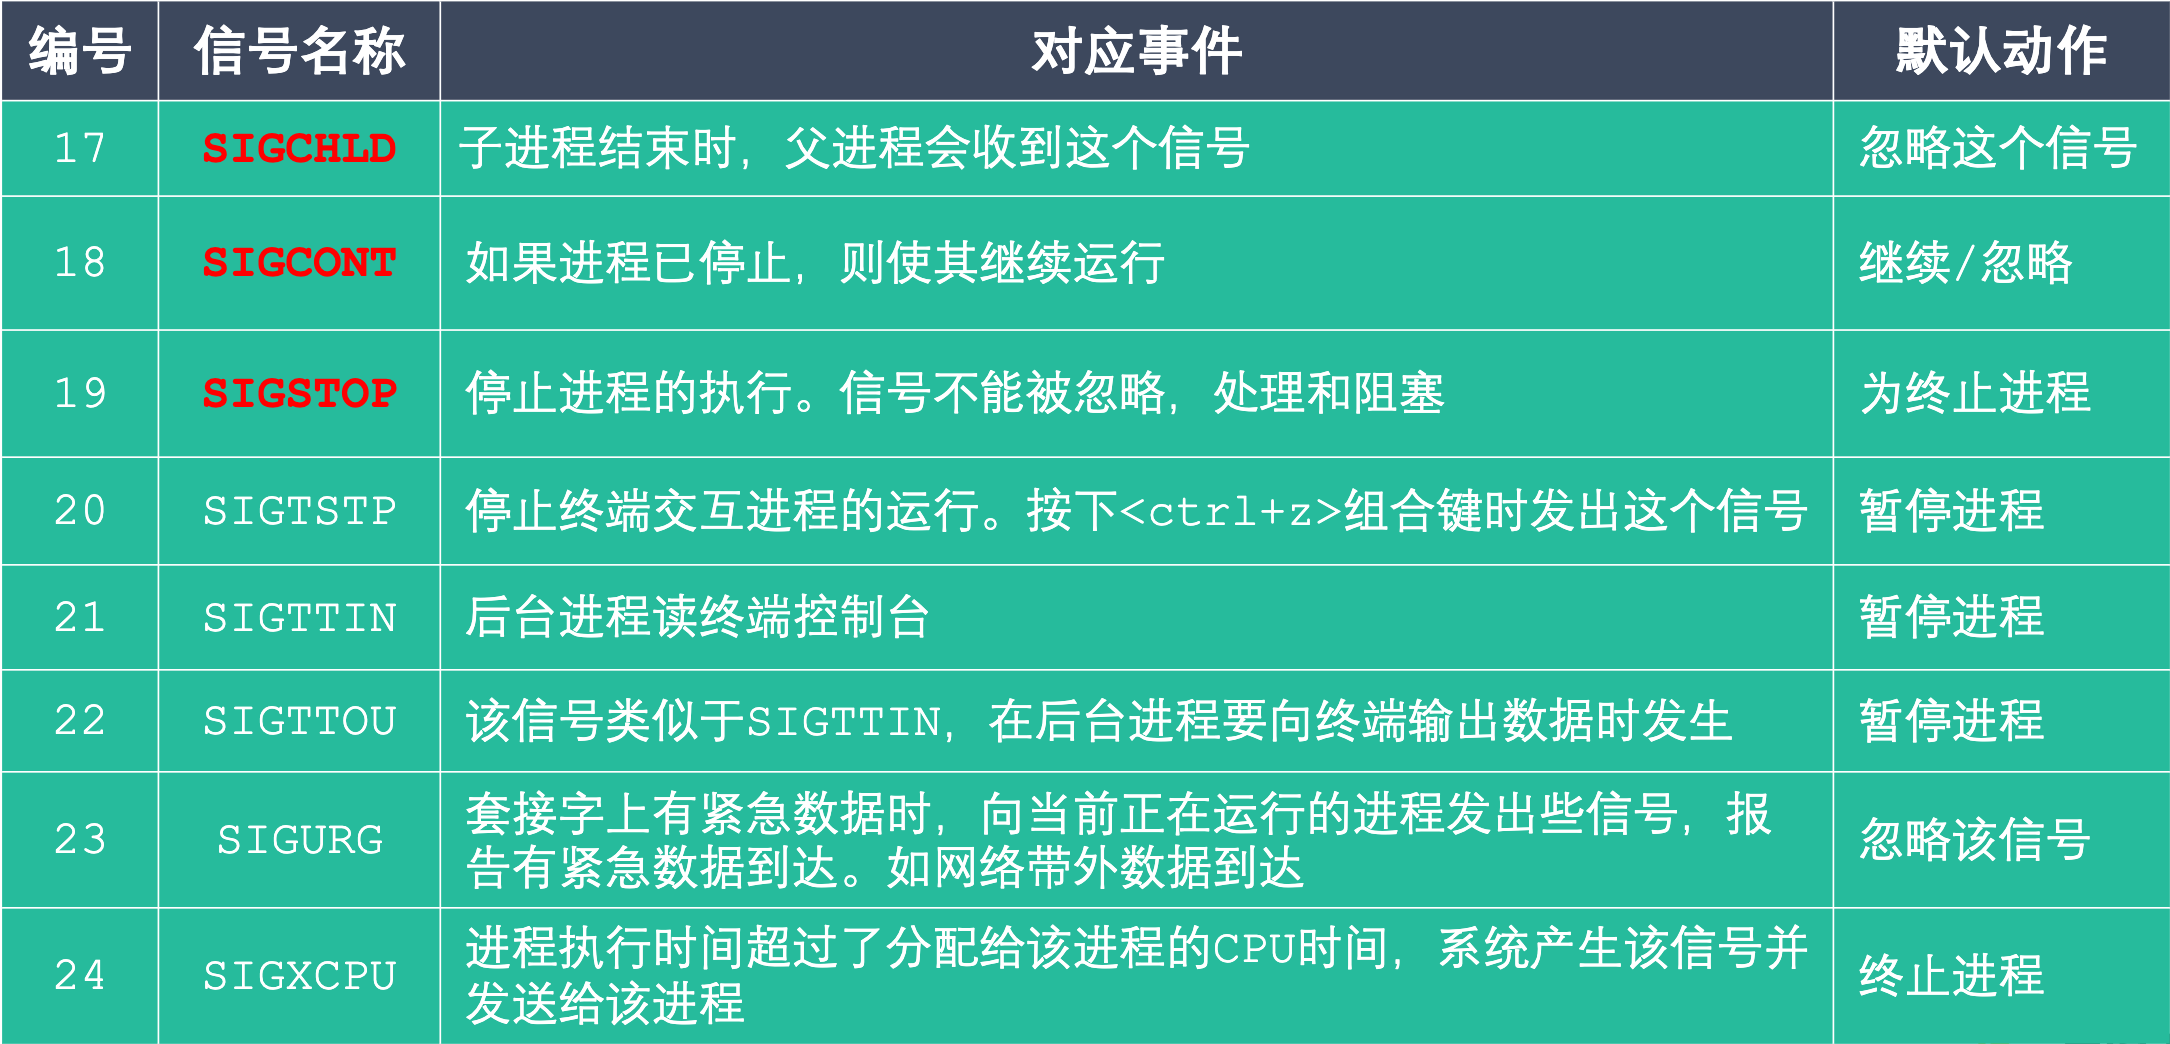 编号 信号名称 对应事件 默认动作
17 SIGCHLD 子进程结束时，父进程会收到这个信号 忽略这个信号
18 SIGCONT 如果进程已停止，则使其继续运行 继续/忽略
19 SIGSTOP 停止进程的执行。信号不能被忽略，处理和阻塞 为终止进程
20 SIGTSTP 停止终端交互进程的运行。按下<ctrl+z>组合键时发出这个信号 暂停进程
21 SIGTTIN 后台进程读终端控制台 暂停进程
22 SIGTTOU 该信号类似于SIGTTIN，在后台进程要向终端输出数据时发生 暂停进程
23 SIGURG 套接字上有紧急数据时，向当前正在运行的进程发出些信号，报
告有紧急数据到达。如网络带外数据到达 忽略该信号
24 SIGXCPU 进程执行时间超过了分配给该进程的CPU时间，系统产生该信号并
发送给该进程 终止进程